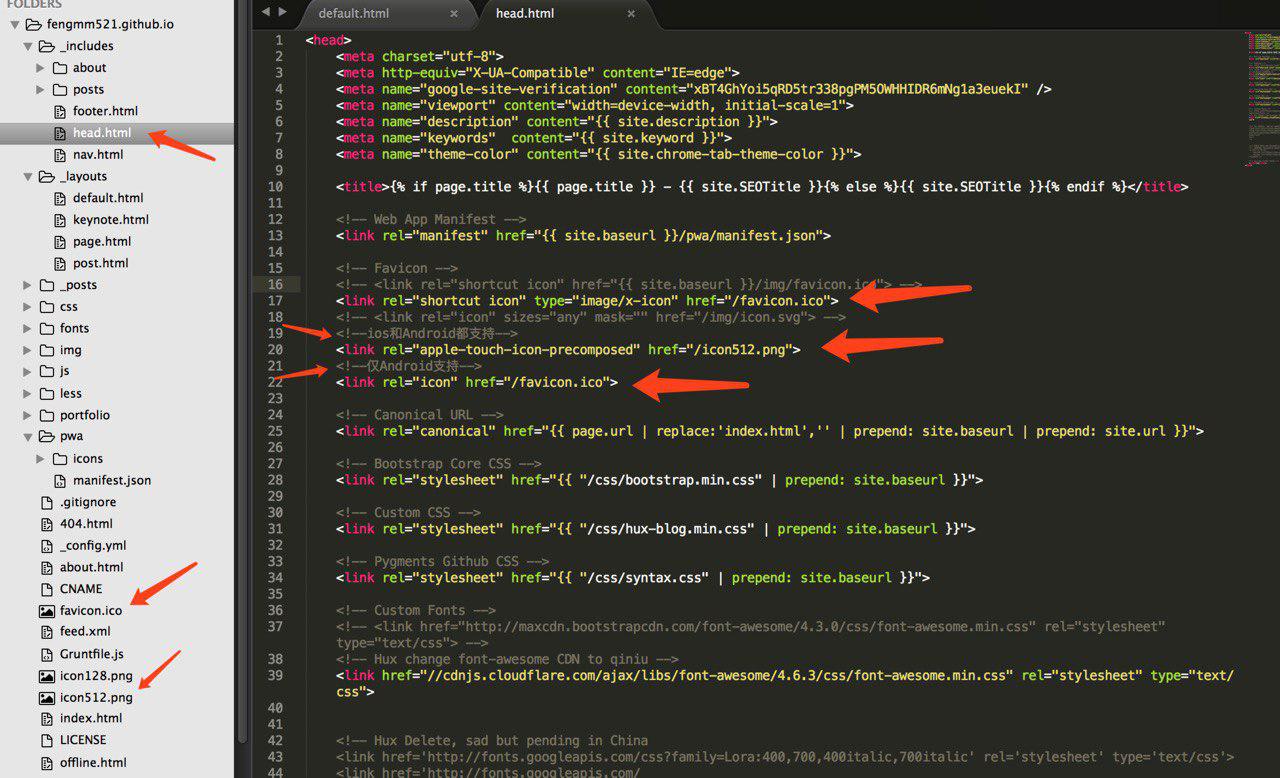 FOLDERS
fengmm521.github.io
_includes
about
posts
footer.html
head.html
nav.html
_layouts
default.html
keynote.html
page.html
post.html
_posts
css
fonts
img
js
less
portfolio
pwa
icons
manifest.json
.gitignore
404.html
_config.yml
about.html
CNAME
favicon.ico
feed.xml
Gruntfile.js
icon128.png
icon512.png
index.html
LICENSE
offline.html
default.html ×
head.html ×
1 <head>
2 <meta charset="utf-8">
3 <meta http-equiv="X-UA-Compatible" content="IE=edge">
4 <meta name="google-site-verification" content="xBT4GhYoi5qRD5tr338pgPM5OWHHIDR6mNg1a3euekI" />
5 <meta name="viewport" content="width=device-width, initial-scale=1">
6 <meta name="description" content="{{ site.description }}">
7 <meta name="keywords"  content="{{ site.keyword }}">
8 <meta name="theme-color" content="{{ site.chrome-tab-theme-color }}">
9
10 <title>{% if page.title %}{{ page.title }} - {{ site.SEOTitle }}{% else %}{{ site.SEOTitle }}{% endif %}</title>
11
12 <!-- Web App Manifest -->
13 <link rel="manifest" href="{{ site.baseurl }}/pwa/manifest.json">
14
15 <!-- Favicon -->
16 <!-- <link rel="shortcut icon" href="{{ site.baseurl }}/img/favicon.ico"> -->
17 <link rel="shortcut icon" type="image/x-icon" href="/favicon.ico">
18 <!-- <link rel="icon" sizes="any" mask="" href="/img/icon.svg"> -->
19 <!--ios和Android都支持-->
20 <link rel="apple-touch-icon-precomposed" href="/icon512.png">
21 <!--仅Android支持-->
22 <link rel="icon" href="/favicon.ico">
23
24 <!-- Canonical URL -->
25 <link rel="canonical" href="{{ page.url | replace:'index.html','' | prepend: site.baseurl | prepend: site.url }}">
26
27 <!-- Bootstrap Core CSS -->
28 <link rel="stylesheet" href="{{ "/css/bootstrap.min.css" | prepend: site.baseurl }}">
29
30 <!-- Custom CSS -->
31 <link rel="stylesheet" href="{{ "/css/hux-blog.min.css" | prepend: site.baseurl }}">
32
33 <!-- Pygments Github CSS -->
34 <link rel="stylesheet" href="{{ "/css/syntax.css" | prepend: site.baseurl }}">
35
36 <!-- Custom Fonts -->
37 <!-- <link href="http://maxcdn.bootstrapcdn.com/font-awesome/4.3.0/css/font-awesome.min.css" rel="stylesheet"
type="text/css"> -->
38 <!-- Hux change font-awesome CDN to qiniu -->
39 <link href="//cdnjs.cloudflare.com/ajax/libs/font-awesome/4.6.3/css/font-awesome.min.css" rel="stylesheet" type="text/
css">
40
41
42 <!-- Hux Delete, sad but pending in China
43 <link href='http://fonts.googleapis.com/css?family=Lora:400,700,400italic,700italic' rel='stylesheet' type='text/css'>
44 <link href='http://fonts.googleapis.com/